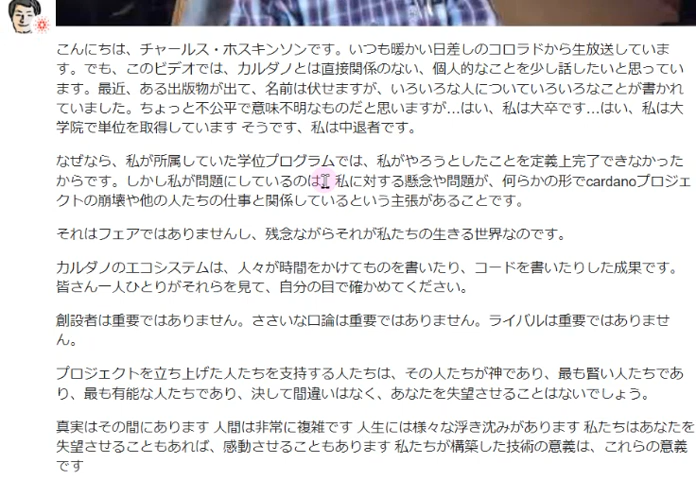 こんにちは、チャールス・ホスキンソンです。いつも暖かい日差しのコロラドから生放送していま
す。でも、このビデオでは、カルダノとは直接関係のない、個人的なことを少し話したいと思ってい
ます。最近、ある出版物が出て、名前は伏せますが、いろいろな人についていろいろなことが書かれ
ていました。ちょっと不公平で意味不明なものだと思いますが...はい、私は大卒です...はい、私は大
学院で単位を取得しています そうです、私は中退者です。
なぜなら、私が所属していた学位プログラムでは、私がやろうとしたことを定義上完了できなかった
からです。しかし私が問題にしているのは、私に対する懸念や問題が、何らかの形でcardanoプロジェ
クトの崩壊や他の人たちの仕事と関係しているという主張があることです。
それはフェアではありませんし、残念ながらそれが私たちの生きる世界なのです。
カルダノのエコシステムは、人々が時間をかけてものを書いたり、コードを書いたりした成果です。
皆さん一人ひとりがそれらを見て、自分の目で確かめてください。
創設者は重要ではありません。ささいな口論は重要ではありません。ライバルは重要ではありませ
ん。
プロジェクトを立ち上げた人たちを支持する人たちは、その人たちが神であり、最も賢い人たちであ
り、最も有能な人たちであり、決して間違いはなく、あなたを失望させることはないでしょう。
真実はその間にあります 人間は非常に複雑です 人生には様々な浮き沈みがあります 私たちはあなたを
失望させることもあれば、感動させることもあります 私たちが構築した技術の意義は、これらの意義
です